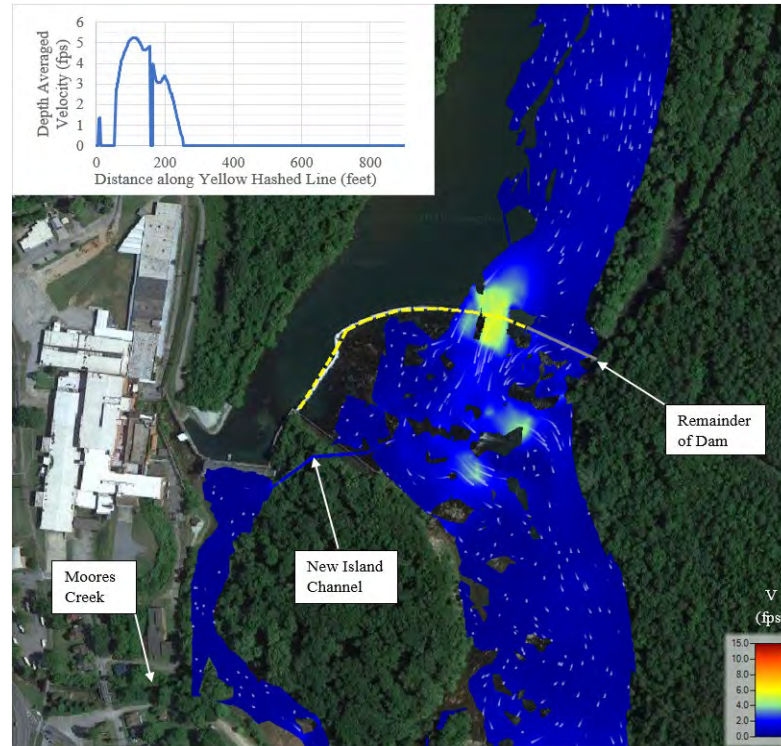 Depth Averaged
Velocity (fps)
6
5
4
3
2
1
0
0 200 400 600 800
Distance along Yellow Hashed Line (feet)
Remainder
of Dam
New Island
Channel
Moores
Creek
V
(fps
15.0
10.0
8.0
6.0
4.0
2.0
0.0